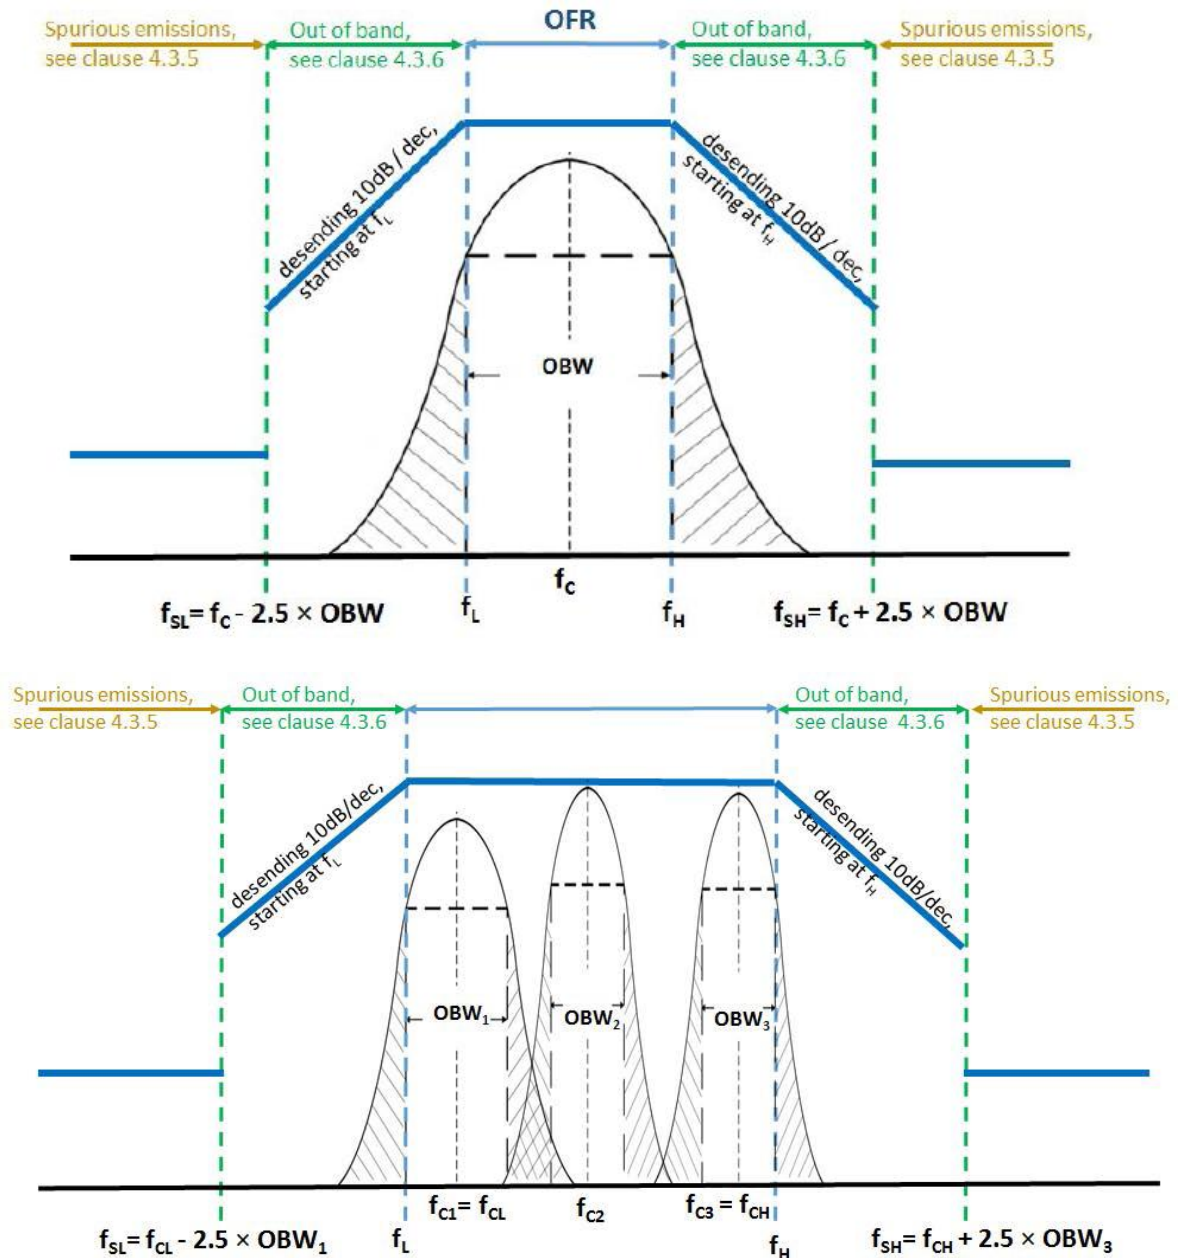 OFR
Spurious emissions,
see clause 4.3.5
Out of band,
see clause 4.3.6
Out of band,
see clause 4.3.6
Spurious emissions,
see clause 4.3.5
desending 10dB / dec,
starting at fL
desending 10dB / dec,
starting at fH
OBW
fC
fL
fH
fSL= fC - 2.5 × OBW
fSH= fC + 2.5 × OBW
Spurious emissions,
see clause 4.3.5
Out of band,
see clause 4.3.6
Out of band,
see clause 4.3.6
Spurious emissions,
see clause 4.3.5
desending 10dB/dec,
starting at fL
desending 10dB/dec,
starting at fH
OBW1
OBW2
OBW3
fC1= fCL
fC2
fC3 = fCH
fSL= fCL - 2.5 × OBW1
fL
fH
fSH= fCH + 2.5 × OBW3